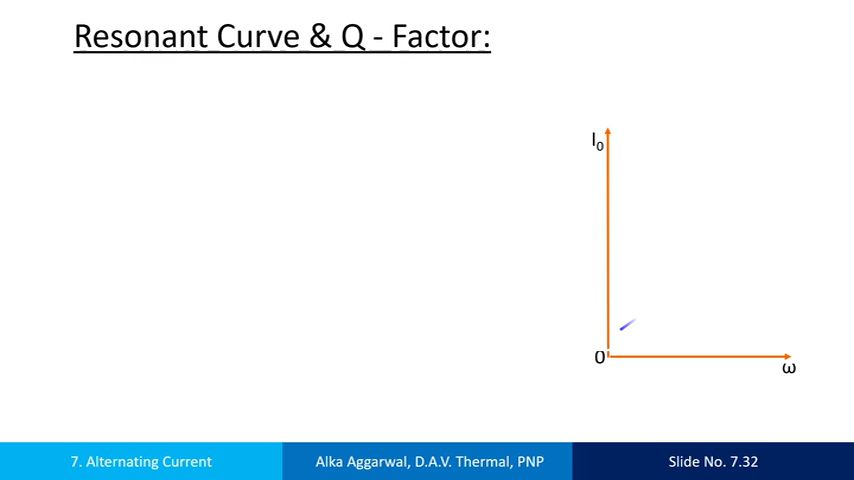 Resonant Curve & Q - Factor:
I₀
0
ω
7. Alternating Current
Alka Aggarwal, D.A.V. Thermal, PNP
Slide No. 7.32